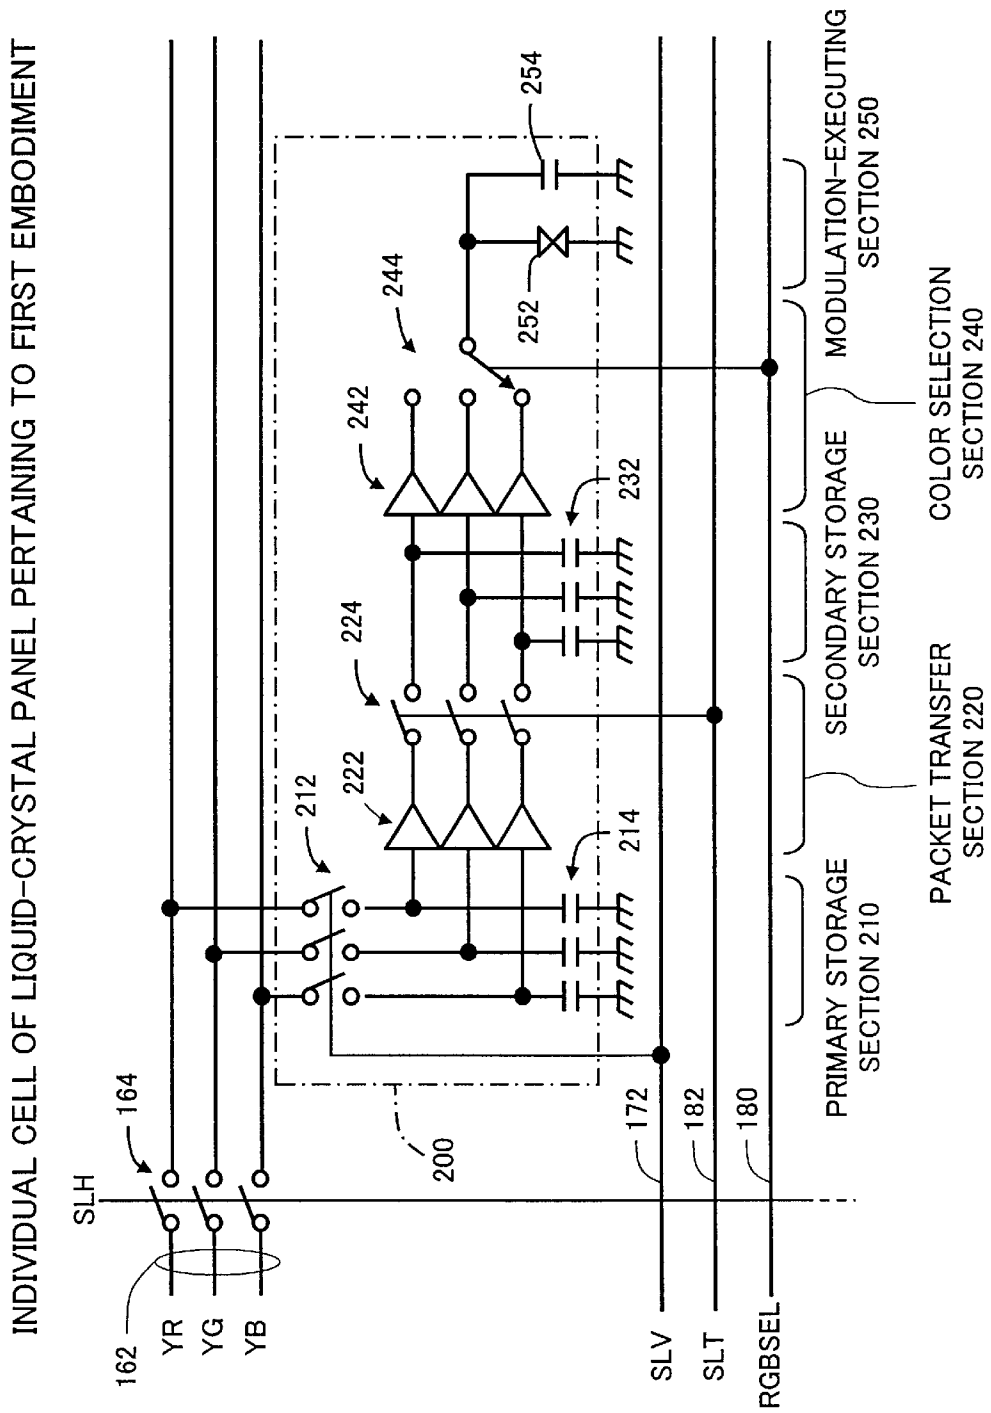 INDIVIDUAL CELL OF LIQUID-CRYSTAL PANEL PERTAINING TO FIRST EMBODIMENT
SLH
164
162
YR
YG
YB
212
222
224
242
244
254
252
214
232
200
172
182
180
SLV
SLT
RGBSEL
PRIMARY STORAGE
SECTION 210
PACKET TRANSFER
SECTION 220
SECONDARY STORAGE
SECTION 230
COLOR SELECTION
SECTION 240
MODULATION-EXECUTING
SECTION 250